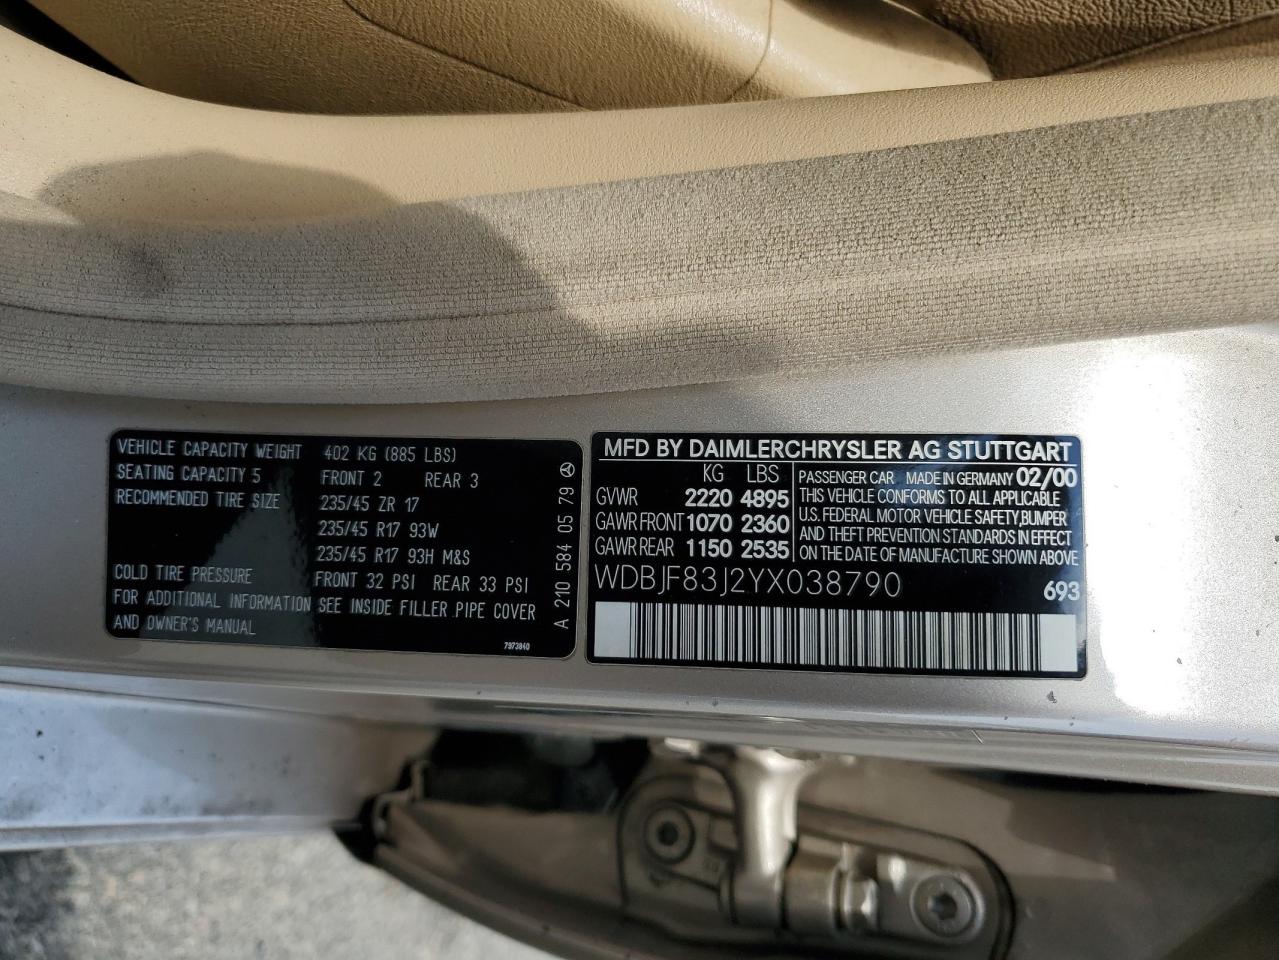 VEHICLE CAPACITY WEIGHT 402 KG (885 LBS)
SEATING CAPACITY 5 FRONT 2 REAR 3
RECOMMENDED TIRE SIZE 235/45 ZR 17
235/45 R17 93W
235/45 R17 93H M&S
COLD TIRE PRESSURE FRONT 32 PSI REAR 33 PSI
FOR ADDITIONAL INFORMATION SEE INSIDE FILLER PIPE COVER
AND OWNER'S MANUAL
7973840
A 210 584 05 79
MFD BY DAIMLERCHRYSLER AG STUTTGART
KG LBS
GVWR 2220 4895
GAWR FRONT 1070 2360
GAWR REAR 1150 2535
PASSENGER CAR MADE IN GERMANY 02/00
THIS VEHICLE CONFORMS TO ALL APPLICABLE
U.S. FEDERAL MOTOR VEHICLE SAFETY, BUMPER
AND THEFT PREVENTION STANDARDS IN EFFECT
ON THE DATE OF MANUFACTURE SHOWN ABOVE
WDBJF83J2YX038790 693